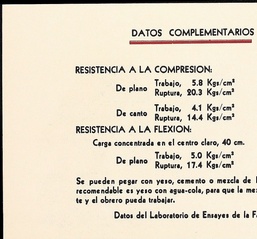 DATOS COMPLEMENTARIOS
RESISTENCIA A LA COMPRESION:
De plano Trabajo, 5.8 Kgs/cm²
Ruptura, 20.3 Kgs/cm²
De canto Trabajo, 4.1 Kgs/cm²
Ruptura, 14.4 Kgs/cm²
RESISTENCIA A LA FLEXION:
Carga concentrada en el centro claro, 40 cm.
De plano Trabajo, 5.0 Kgs/cm²
Ruptura, 17.4 Kgs/cm²
Se pueden pegar con yeso, cemento o mezcla de
recomendable es yeso con agua-cola, para que la
te y el obrero pueda trabajar.
Datos del Laboratorio de Ensayes de la